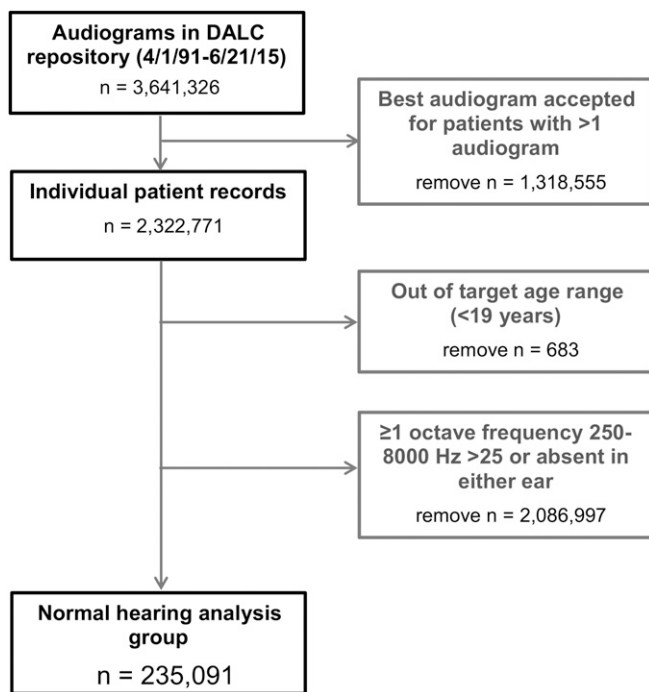 Audiograms in DALC
repository (4/1/91-6/21/15)
n = 3,641,326
Best audiogram accepted
for patients with >1
audiogram
remove n = 1,318,555
Individual patient records
n = 2,322,771
Out of target age range
(<19 years)
remove n = 683
≥1 octave frequency 250-
8000 Hz >25 or absent in
either ear
remove n = 2,086,997
Normal hearing analysis
group
n = 235,091